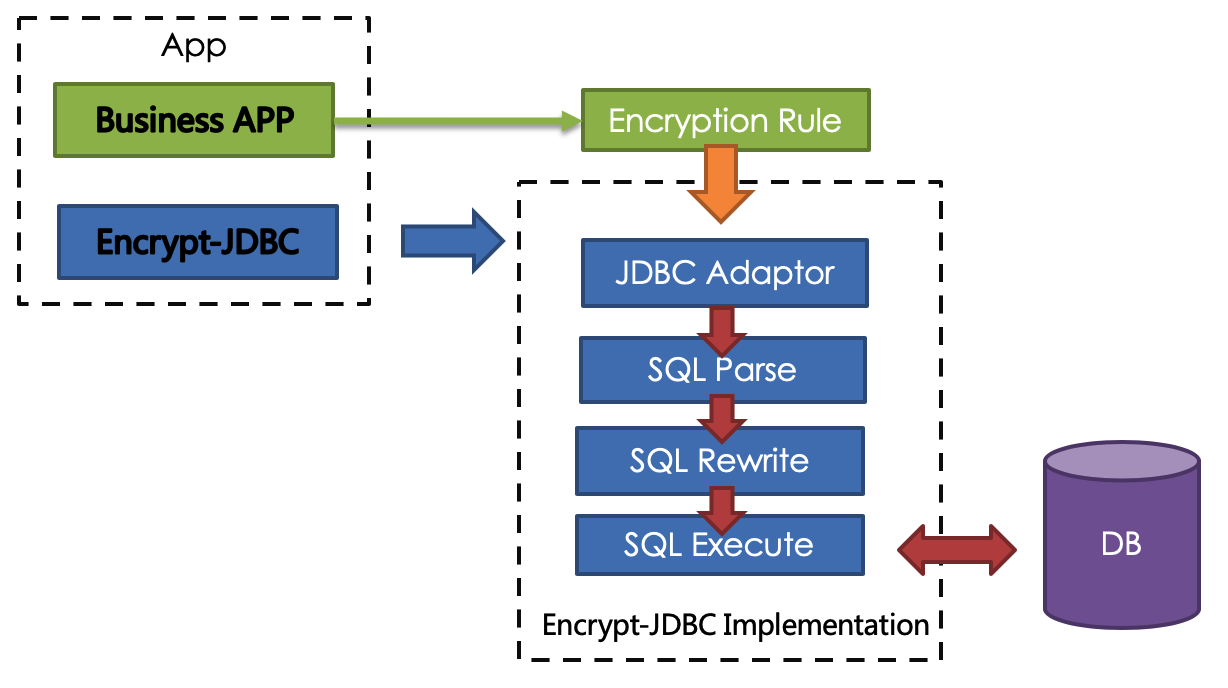 App
Business APP
Encryption Rule
Encrypt-JDBC
JDBC Adaptor
SQL Parse
SQL Rewrite
SQL Execute
DB
Encrypt-JDBC Implementation